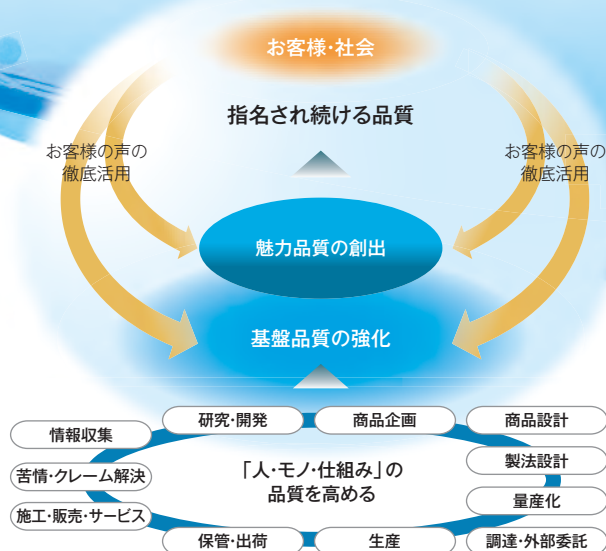 お客様・社会
指名され続ける品質
お客様の声の
徹底活用
お客様の声の
徹底活用
魅力品質の創出
基盤品質の強化
研究・開発
商品企画
商品設計
情報収集
製法設計
苦情・クレーム解決
「人・モノ・仕組み」の
品質を高める
量産化
施工・販売・サービス
保管・出荷
生産
調達・外部委託